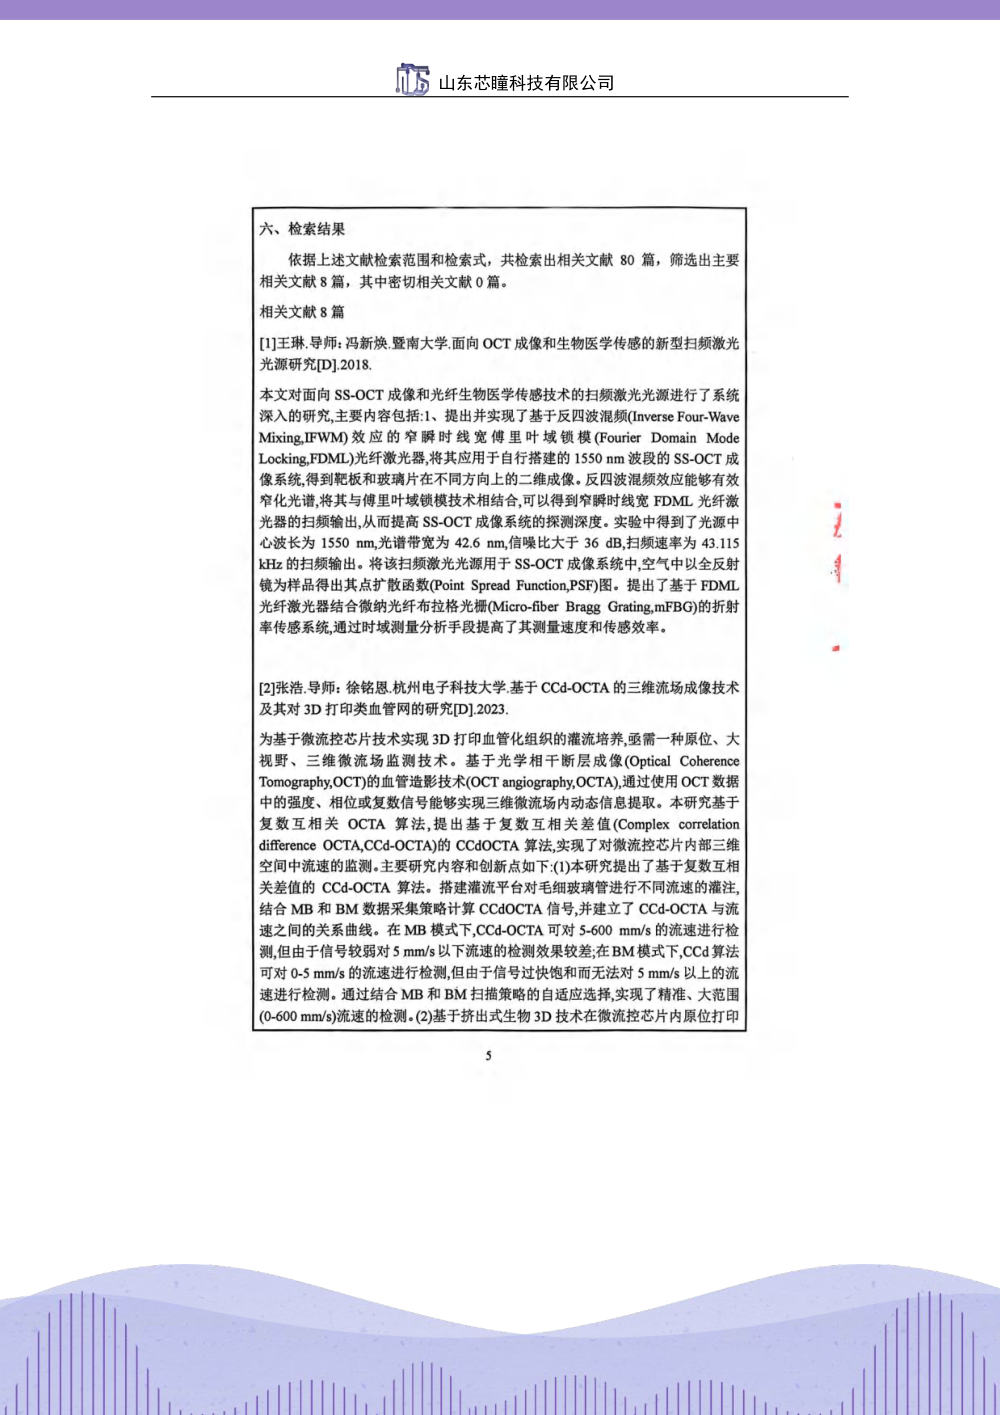 山东芯瞳科技有限公司
六、检索结果
依据上述文献检索范围和检索式，共检索出相关文献 80 篇，筛选出主要
相关文献 8 篇，其中密切相关文献 0 篇。
相关文献 8 篇
[1]王琳.导师: 冯新焕.暨南大学.面向 OCT 成像和生物医学传感的新型扫频激光
光源研究[D].2018.
本文对面向 SS-OCT 成像和光纤生物医学传感技术的扫频激光光源进行了系统
深入的研究,主要内容包括:1、提出并实现了基于反四波混频(Inverse Four-Wave
Mixing,IFWM) 效应的窄瞬时线宽傅里叶域锁模 (Fourier Domain Mode
Locking,FDML)光纤激光器,将其应用于自行搭建的 1550 nm 波段的 SS-OCT 成
像系统,得到靶板和玻璃片在不同方向上的二维成像。反四波混频效应能够有效
窄化光谱,将其与傅里叶域锁模技术相结合,可以得到窄瞬时线宽 FDML 光纤激
光器的扫频输出,从而提高 SS-OCT 成像系统的探测深度。实验中得到了光源中
心波长为 1550 nm,光谱带宽为 42.6 nm,信噪比大于 36 dB,扫频速率为 43.115
kHz 的扫频输出。将该扫频激光光源用于 SS-OCT 成像系统中,空气中以全反射
镜为样品得出其点扩散函数(Point Spread Function,PSF)图。提出了基于 FDML
光纤激光器结合微纳光纤布拉格光栅(Micro-fiber Bragg Grating,mFBG)的折射
率传感系统,通过时域测量分析手段提高了其测量速度和传感效率。
[2]张浩.导师: 徐铭恩.杭州电子科技大学.基于 CCd-OCTA 的三维流场成像技术
及其对 3D 打印类血管网的研究[D].2023.
为基于微流控芯片技术实现 3D 打印血管化组织的灌流培养,亟需一种原位、大
视野、三维微流场监测技术。基于光学相干断层成像(Optical Coherence
Tomography,OCT)的血管造影技术(OCT angiography,OCTA),通过使用 OCT 数据
中的强度、相位或复数信号能够实现三维微流场内动态信息提取。本研究基于
复数互相关 OCTA 算法,提出基于复数互相关差值(Complex correlation
difference OCTA,CCd-OCTA)的 CCdOCTA 算法,实现了对微流控芯片内部三维
空间中流速的监测。主要研究内容和创新点如下:(1)本研究提出了基于复数互相
关差值的 CCd-OCTA 算法。搭建灌流平台对毛细玻璃管进行不同流速的灌注,
结合 MB 和 BM 数据采集策略计算 CCdOCTA 信号,并建立了 CCd-OCTA 与流
速之间的关系曲线。在 MB 模式下,CCd-OCTA 可对 5-600 mm/s 的流速进行检
测,但由于信号较弱对 5 mm/s 以下流速的检测效果较差;在 BM 模式下,CCd 算法
可对 0-5 mm/s 的流速进行检测,但由于信号过快饱和而无法对 5 mm/s 以上的流
速进行检测。通过结合 MB 和 BM 扫描策略的自适应选择,实现了精准、大范围
(0-600 mm/s)流速的检测。(2)基于挤出式生物 3D 技术在微流控芯片内原位打印
5